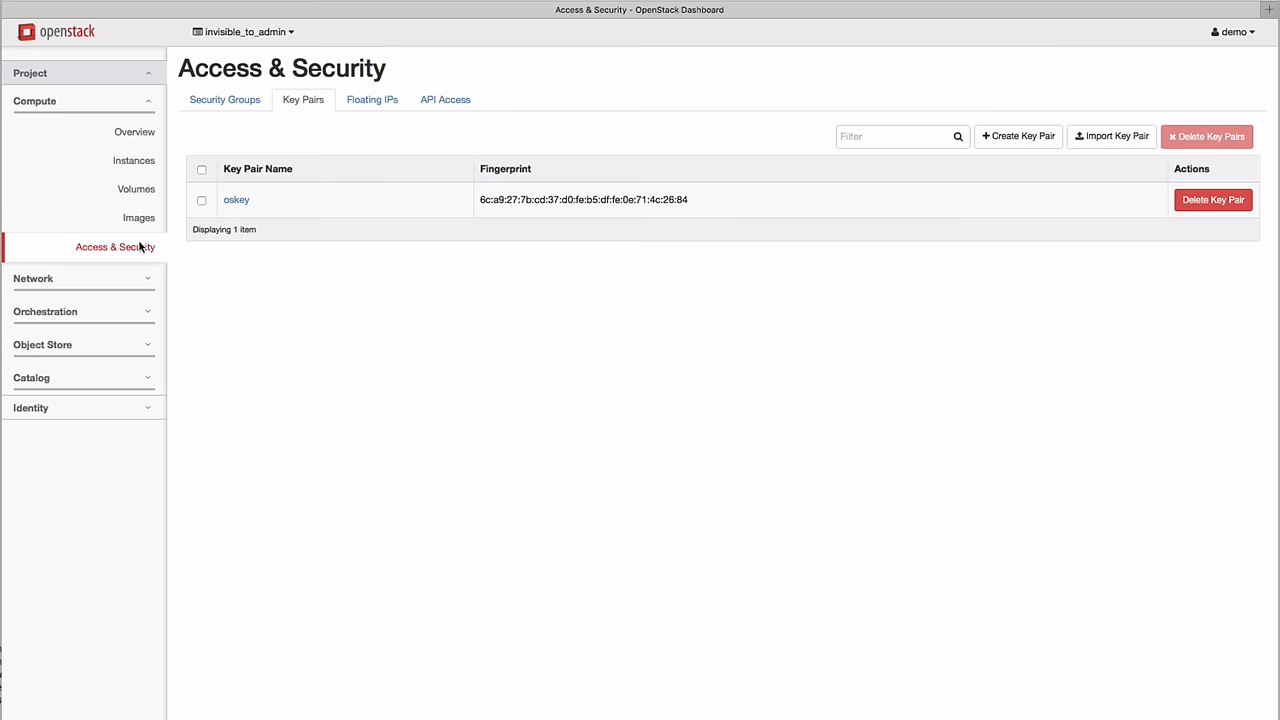 Access & Security - OpenStack Dashboard
openstack
invisible_to_admin
demo
Project
Compute
Overview
Instances
Volumes
Images
Access & Security
Network
Orchestration
Object Store
Catalog
Identity
Access & Security
Security Groups Key Pairs Floating IPs API Access
Filter Create Key Pair Import Key Pair Delete Key Pairs
Key Pair Name Fingerprint Actions
oskey 6c:a9:27:7b:cd:37:d0:fe:b5:df:fe:0e:71:4c:26:84 Delete Key Pair
Displaying 1 item